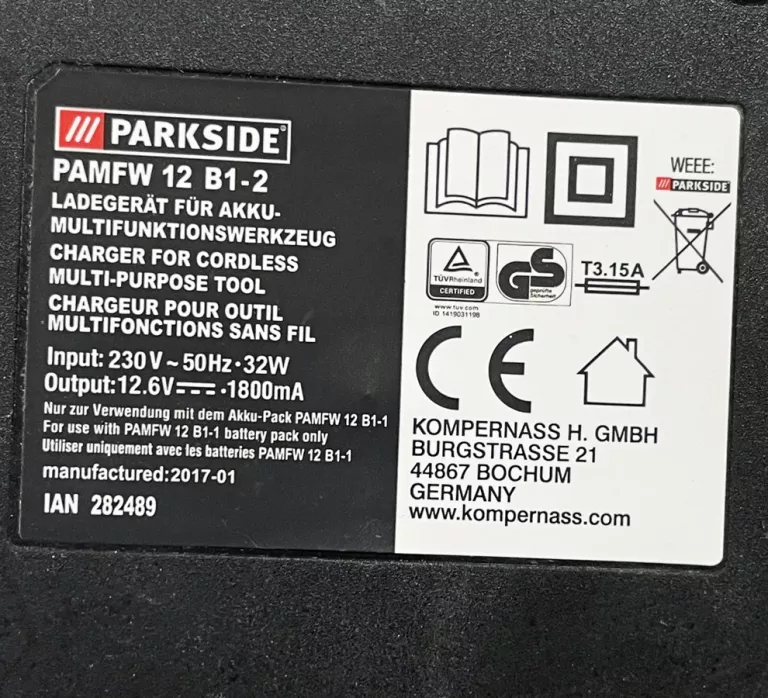 PARKSIDE®
PAMFW 12 B1-2
LADEGERÄT FÜR AKKU-
MULTIFUNKTIONSWERKZEUG
CHARGER FOR CORDLESS
MULTI-PURPOSE TOOL
CHARGEUR POUR OUTIL
MULTIFONCTIONS SANS FIL
Input: 230 V ~ 50Hz · 32W
Output: 12.6V ⎓ · 1800mA
Nur zur Verwendung mit dem Akku-Pack PAMFW 12 B1-1
For use with PAMFW 12 B1-1 battery pack only
Utiliser uniquement avec les batteries PAMFW 12 B1-1
manufactured: 2017-01
IAN 282489
WEEE:
PARKSIDE
TÜVRheinland
CERTIFIED
www.tuv.com
ID 1419031198
GS
geprüfte
Sicherheit
T3.15A
CE
KOMPERNASS H. GMBH
BURGSTRASSE 21
44867 BOCHUM
GERMANY
www.kompernass.com